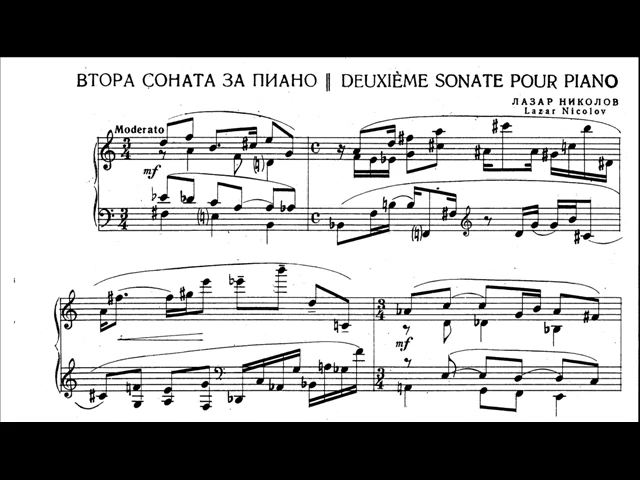 ВТОРА СОНАТА ЗА ПИАНО || DEUXIÈME SONATE POUR PIANO
ЛАЗАР НИКОЛОВ
Lazar Nicolov
Moderato
mf
mf